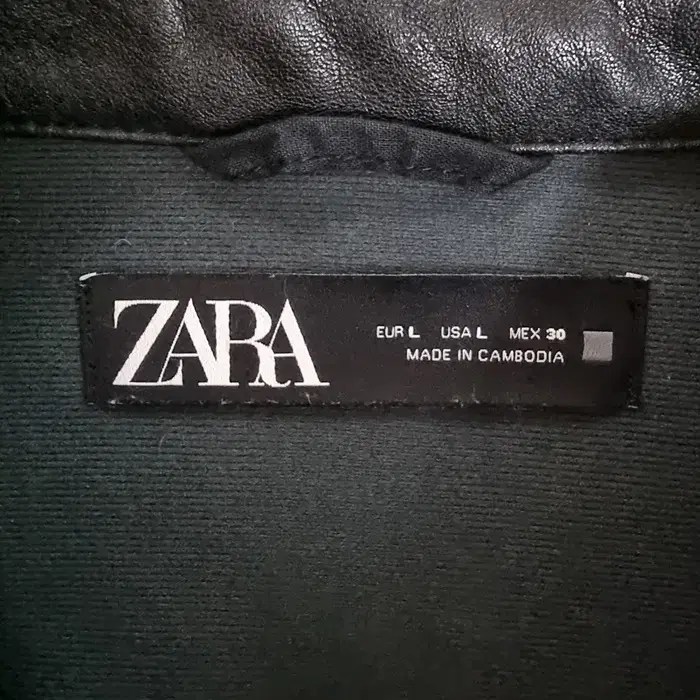 ZARA
EUR L USA L MEX 30
MADE IN CAMBODIA